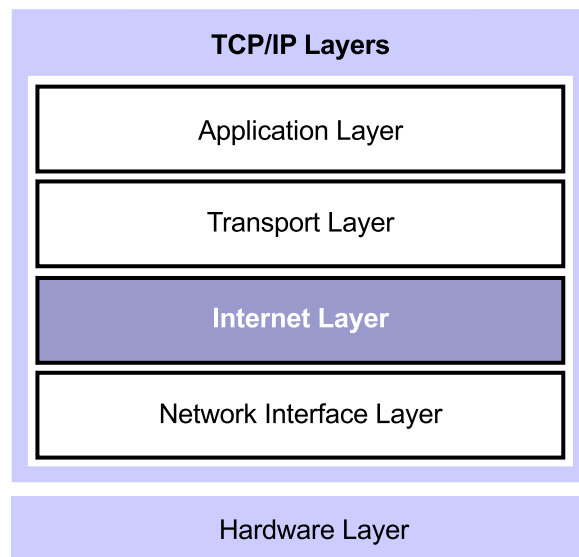 TCP/IP Layers
Application Layer
Transport Layer
Internet Layer
Network Interface Layer
Hardware Layer